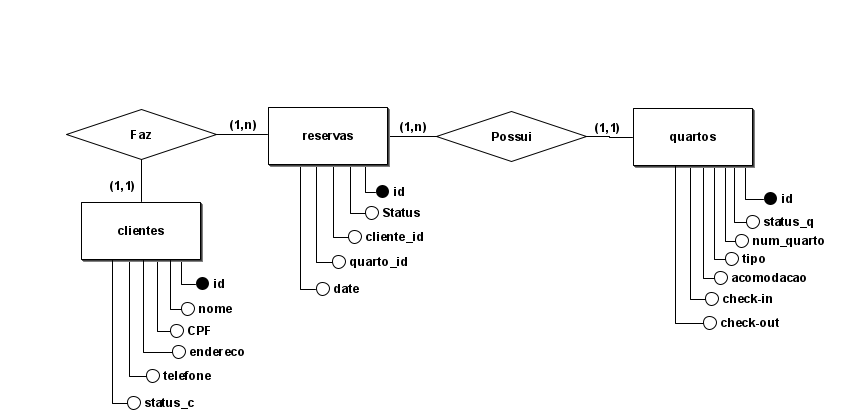 Faz
(1,n)
reservas
(1,n)
Possui
(1,1)
quartos
(1,1)
clientes
id
Status
cliente_id
quarto_id
date
id
status_q
num_quarto
tipo
acomodacao
check-in
check-out
id
nome
CPF
endereco
telefone
status_c